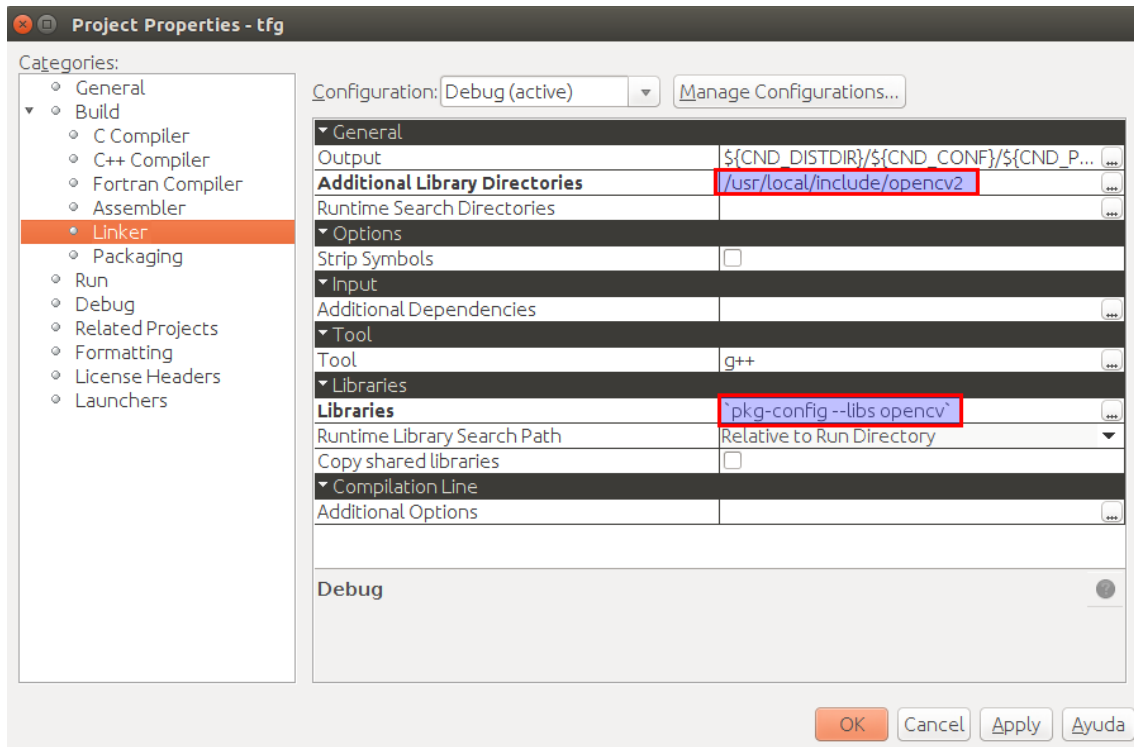 Project Properties - tfg
Categories:
General
Build
C Compiler
C++ Compiler
Fortran Compiler
Assembler
Linker
Packaging
Run
Debug
Related Projects
Formatting
License Headers
Launchers
Configuration: Debug (active) Manage Configurations...
General
Output ${CND_DISTDIR}/${CND_CONF}/${CND_P... ...
Additional Library Directories /usr/local/include/opencv2 ...
Runtime Search Directories ...
Options
Strip Symbols
Input
Additional Dependencies ...
Tool
Tool g++ ...
Libraries
Libraries `pkg-config --libs opencv` ...
Runtime Library Search Path Relative to Run Directory
Copy shared libraries
Compilation Line
Additional Options ...
Debug ?
OK Cancel Apply Ayuda